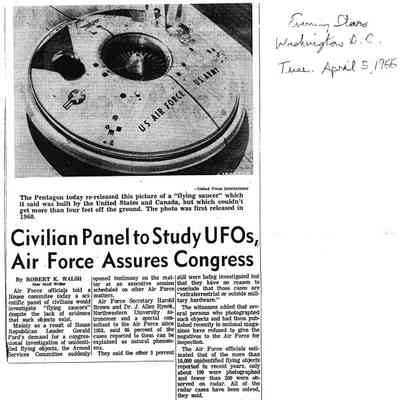 Evening Star
Washington D.C.
Tues. April 5, 1966
U.S. AIR FORCE
U.S. ARMY
—United Press International
The Pentagon today re-released this picture of a "flying saucer" which
it said was built by the United States and Canada, but which couldn't
get more than four feet off the ground. The photo was first released in
1960.
Civilian Panel to Study UFOs,
Air Force Assures Congress
By ROBERT K. WALSH
Star Staff Writer
Air Force officials told a
House committee today a sci-
entific panel of civilians would
investigate "flying saucers"
despite the lack of evidence
that such objects exist.
Mainly as a result of House
Republican Leader Gerald
Ford's demand for a congres-
sional investigation of unidenti-
fied flying objects, the Armed
Services Committee suddenly
opened testimony on the mat-
ter at an executive session
scheduled on other Air Force
matters.
Air Force Secretary Harold
Brown and Dr. J. Allen Hynek,
Northwestern University as-
tronomer and a special con-
sultant to the Air Force since
1948, said 95 percent of the
cases reported to them can be
explained as natural phenom-
ena.
They said the other 5 percent
still were being investigated but
that they have no reason to
conclude that those cases are
"extraterrestrial or outside mili-
tary hardware."
The witnesses added that sev-
eral persons who photographed
such objects and had them pub-
lished recently in national maga-
zines have refused to give the
negatives to the Air Force for
inspection.
The Air Force officials esti-
mated that of the more than
10,000 unidentified flying objects
reported in recent years, only
about 100 were photographed
and fewer than 200 were ob-
served on radar. All of the
radar cases have been solved,
they said.